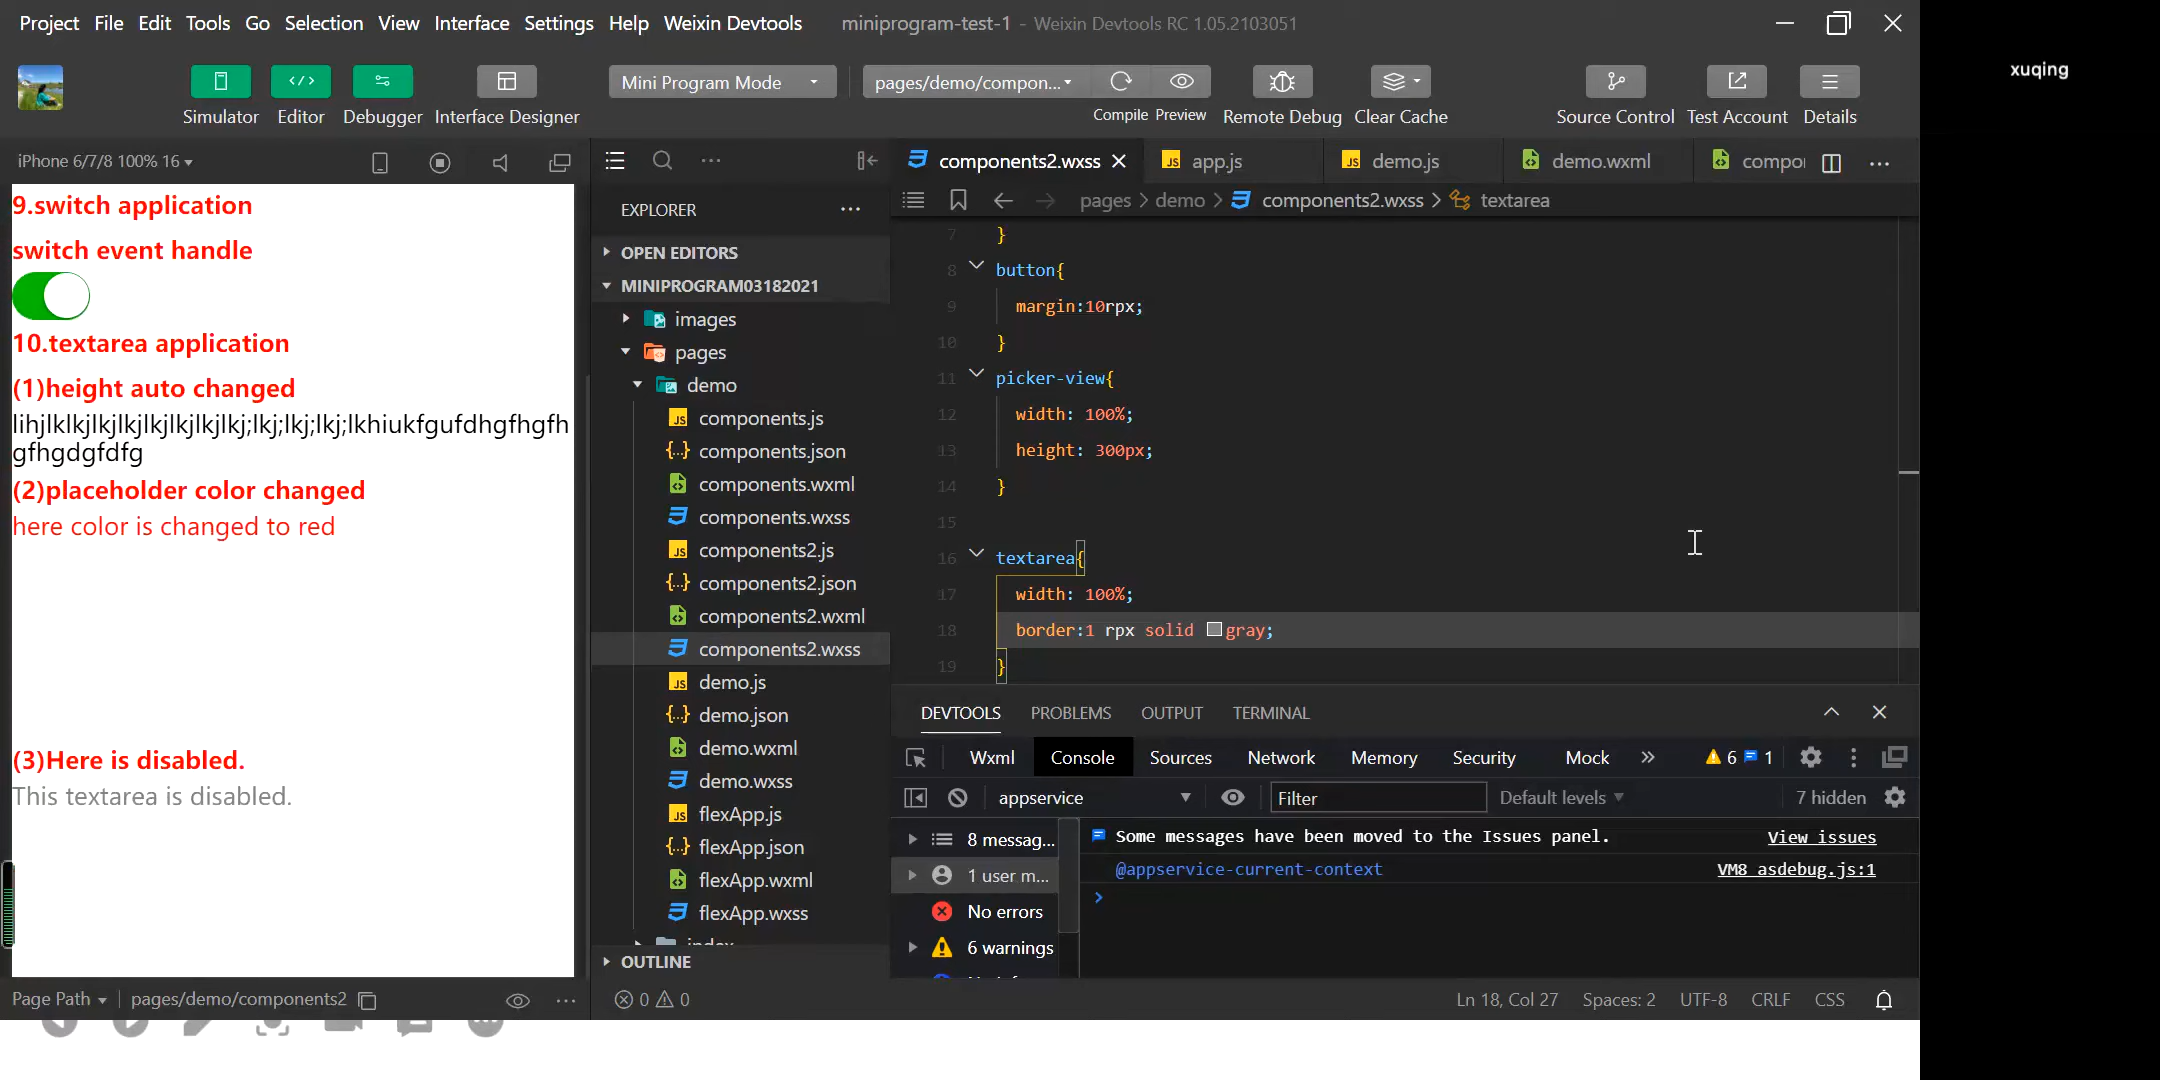 Project File Edit Tools Go Selection View Interface Settings Help Weixin Devtools miniprogram-test-1 - Weixin Devtools RC 1.05.2103051
xuqing
Mini Program Mode pages/demo/compon...
Simulator Editor Debugger Interface Designer Compile Preview Remote Debug Clear Cache Source Control Test Account Details
iPhone 6/7/8 100% 16
9.switch application
switch event handle
10.textarea application
(1)height auto changed
lihjlklkjlkjlkjlkjlkjlkjlkj;lkj;lkj;lkj;lkhiukfgufdhgfhgfh
gfhgdgfdfg
(2)placeholder color changed
here color is changed to red
(3)Here is disabled.
This textarea is disabled.
Page Path pages/demo/components2
EXPLORER ...
OPEN EDITORS
MINIPROGRAM03182021
images
pages
demo
components.js
components.json
components.wxml
components.wxss
components2.js
components2.json
components2.wxml
components2.wxss
demo.js
demo.json
demo.wxml
demo.wxss
flexApp.js
flexApp.json
flexApp.wxml
flexApp.wxss
OUTLINE
0 0
components2.wxss app.js demo.js demo.wxml compo
pages > demo > components2.wxss > textarea
7 }
8 button{
9 margin:10rpx;
10 }
11 picker-view{
12 width: 100%;
13 height: 300px;
14 }
15
16 textarea{
17 width: 100%;
18 border:1 rpx solid gray;
19 }
DEVTOOLS PROBLEMS OUTPUT TERMINAL
Wxml Console Sources Network Memory Security Mock » 6 1
appservice Filter Default levels 7 hidden
8 messag...
1 user m...
No errors
6 warnings
Some messages have been moved to the Issues panel. View issues
@appservice-current-context VM8 asdebug.js:1
>
Ln 18, Col 27 Spaces: 2 UTF-8 CRLF CSS